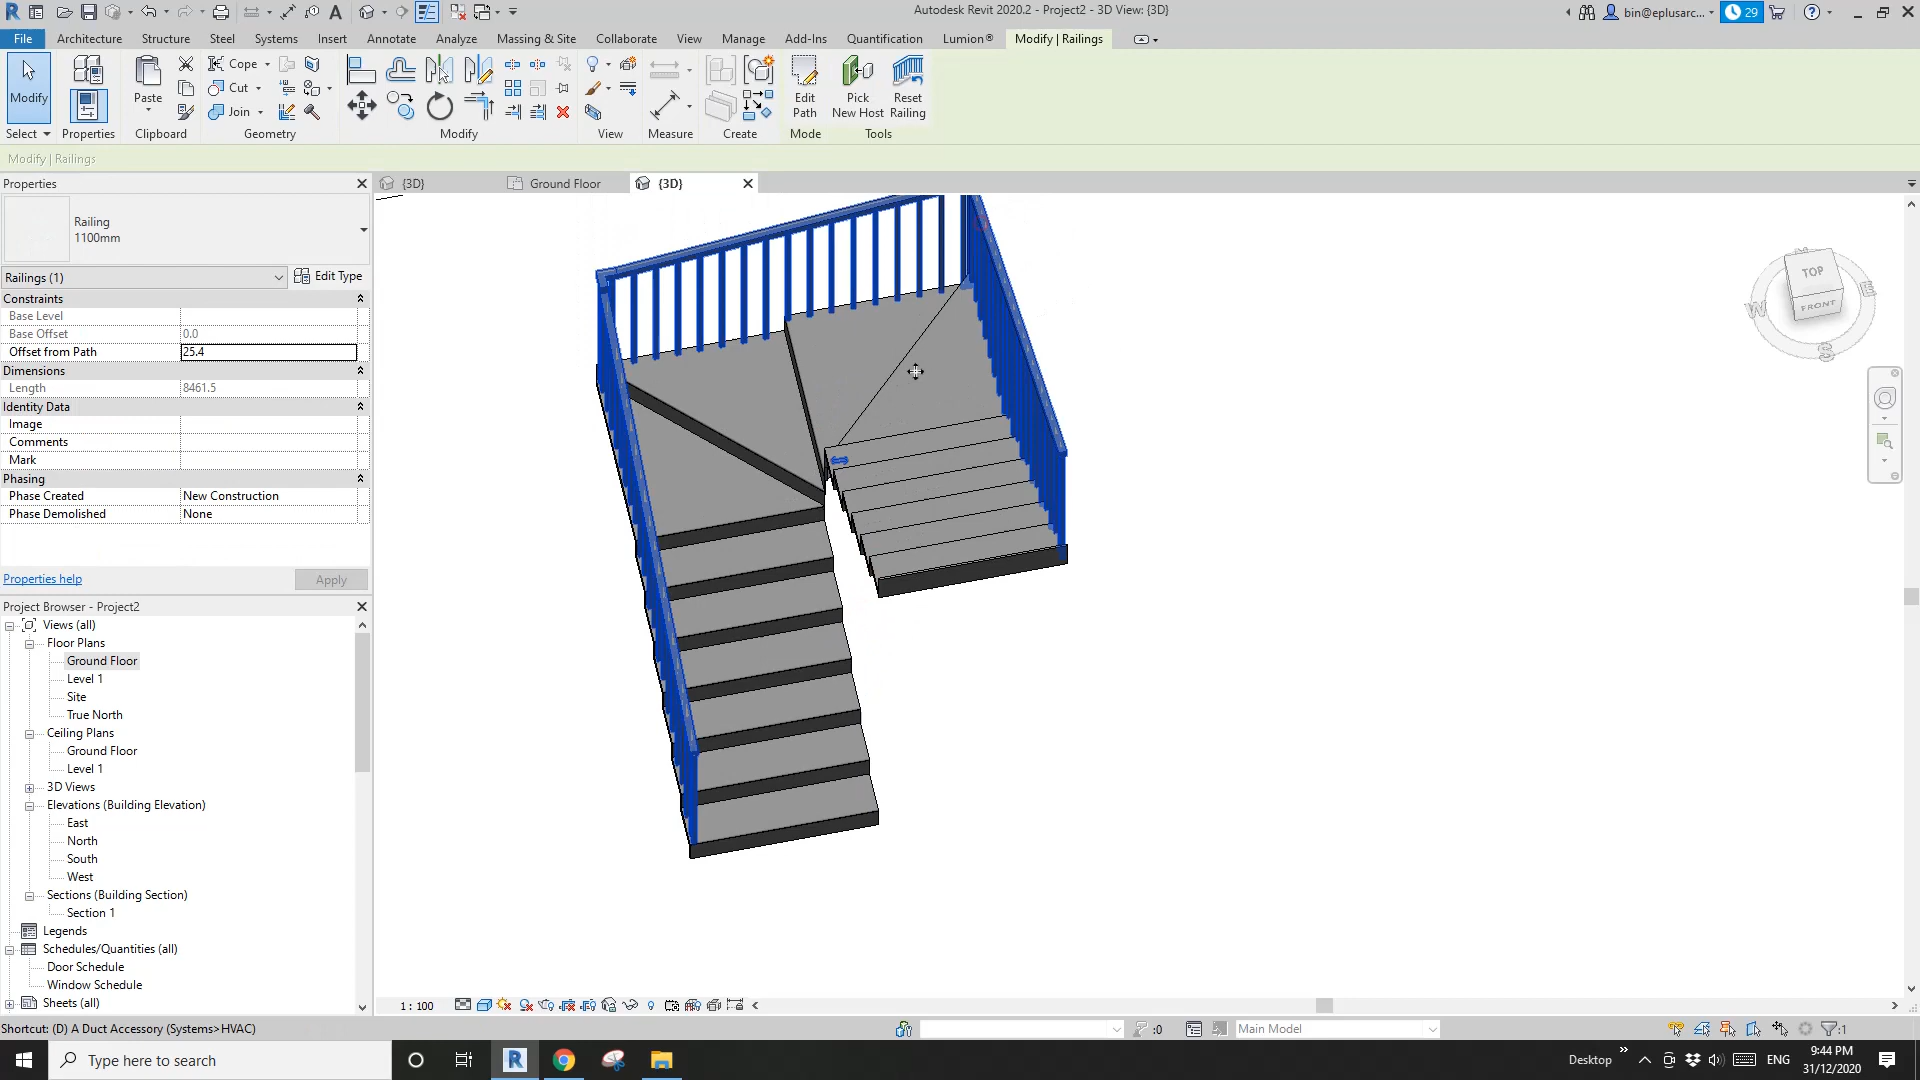 Autodesk Revit 2020.2 - Project2 - 3D View: {3D}
bin@eplusarc...
29
File
Architecture
Structure
Steel
Systems
Insert
Annotate
Analyze
Massing & Site
Collaborate
View
Manage
Add-Ins
Quantification
Lumion®
Modify | Railings
Modify
Paste
Cope
Cut
Join
Edit
Path
Pick
New Host
Reset
Railing
Select
Properties
Clipboard
Geometry
Modify
View
Measure
Create
Mode
Tools
Modify | Railings
Properties
{3D}
Ground Floor
{3D}
Railing
1100mm
Railings (1)
Edit Type
Constraints
Base Level
Base Offset 0.0
Offset from Path 25.4
Dimensions
Length 8461.5
Identity Data
Image
Comments
Mark
Phasing
Phase Created New Construction
Phase Demolished None
Properties help
Apply
Project Browser - Project2
Views (all)
Floor Plans
Ground Floor
Level 1
Site
True North
Ceiling Plans
Ground Floor
Level 1
3D Views
Elevations (Building Elevation)
East
North
South
West
Sections (Building Section)
Section 1
Legends
Schedules/Quantities (all)
Door Schedule
Window Schedule
Sheets (all)
TOP
FRONT
W
E
S
1 : 100
Shortcut: (D) A Duct Accessory (Systems>HVAC)
:0
Main Model
:1
Type here to search
Desktop
ENG
9:44 PM
31/12/2020